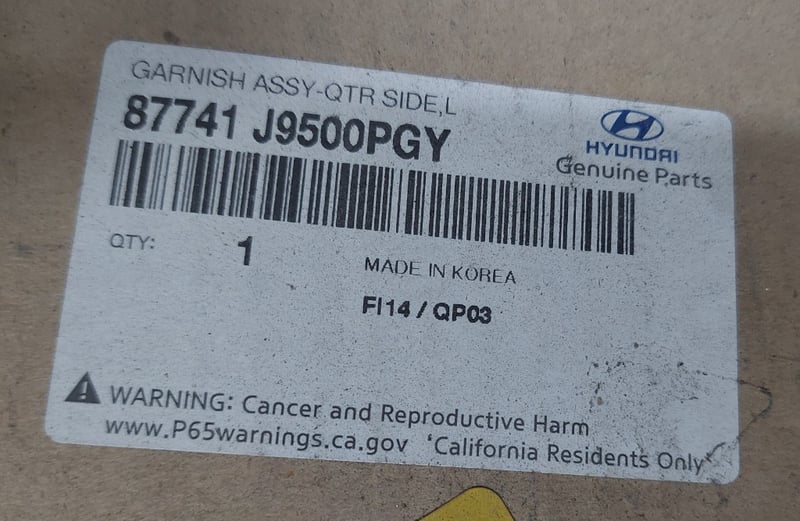 GARNISH ASSY-QTR SIDE,L
87741 J9500PGY
HYUNDAI
Genuine Parts
QTY: 1
MADE IN KOREA
FI14 / QP03
WARNING: Cancer and Reproductive Harm
www.P65warnings.ca.gov 'California Residents Only'